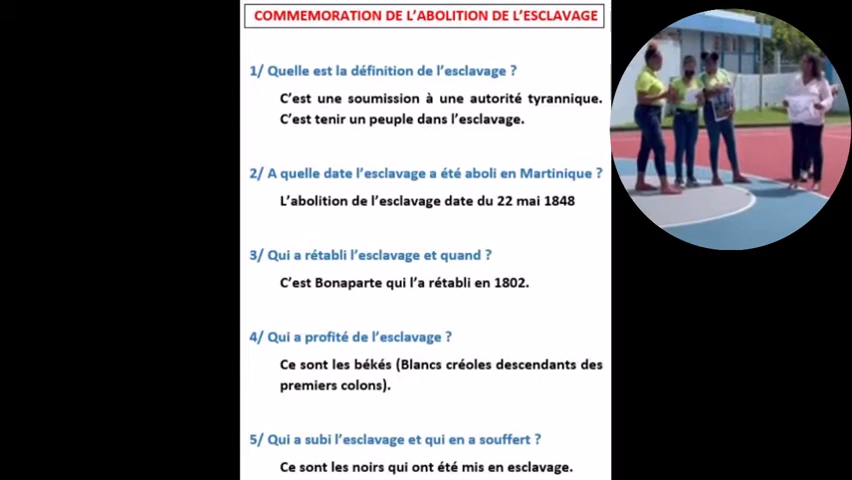 COMMEMORATION DE L'ABOLITION DE L'ESCLAVAGE
1/ Quelle est la définition de l'esclavage ?
C'est une soumission à une autorité tyrannique.
C'est tenir un peuple dans l'esclavage.
2/ A quelle date l'esclavage a été aboli en Martinique ?
L'abolition de l'esclavage date du 22 mai 1848
3/ Qui a rétabli l'esclavage et quand ?
C'est Bonaparte qui l'a rétabli en 1802.
4/ Qui a profité de l'esclavage ?
Ce sont les békés (Blancs créoles descendants des
premiers colons).
5/ Qui a subi l'esclavage et qui en a souffert ?
Ce sont les noirs qui ont été mis en esclavage.